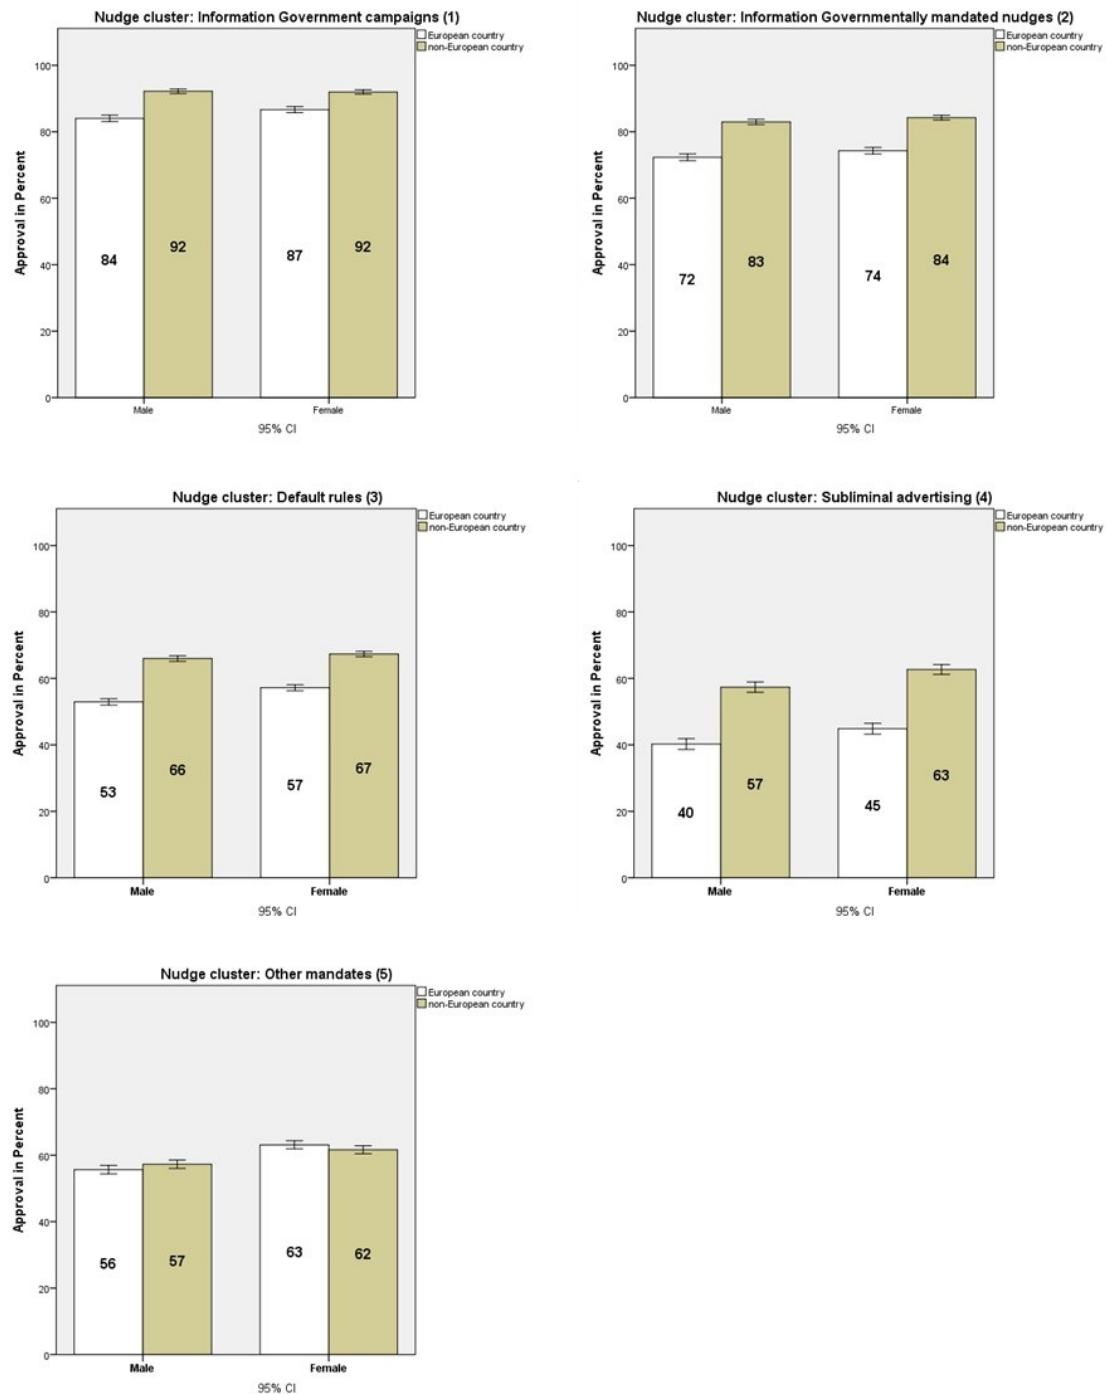 Nudge cluster: Information Government campaigns (1)
European country
non-European country
Approval in Percent
100
80
60
40
20
0
84
92
87
92
Male
Female
95% CI
Nudge cluster: Information Governmentally mandated nudges (2)
European country
non-European country
Approval in Percent
100
80
60
40
20
0
72
83
74
84
Male
Female
95% CI
Nudge cluster: Default rules (3)
European country
non-European country
Approval in Percent
100
80
60
40
20
0
53
66
57
67
Male
Female
95% CI
Nudge cluster: Subliminal advertising (4)
European country
non-European country
Approval in Percent
100
80
60
40
20
0
40
57
45
63
Male
Female
95% CI
Nudge cluster: Other mandates (5)
European country
non-European country
Approval in Percent
100
80
60
40
20
0
56
57
63
62
Male
Female
95% CI